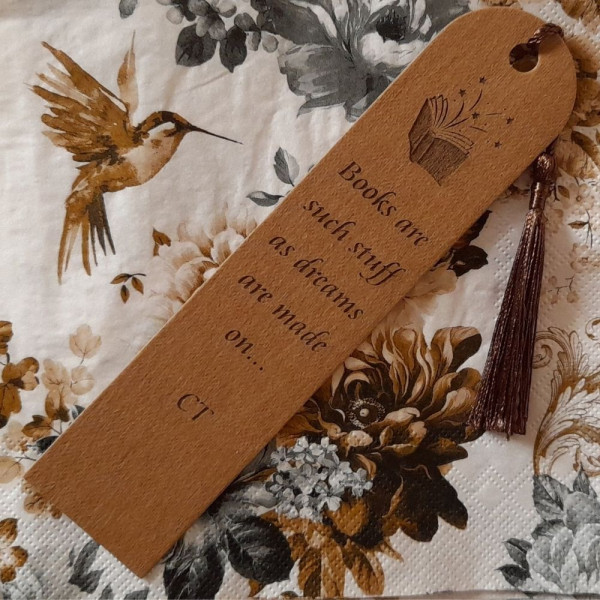 Books are
such stuff
as dreams
are made
on...
CT